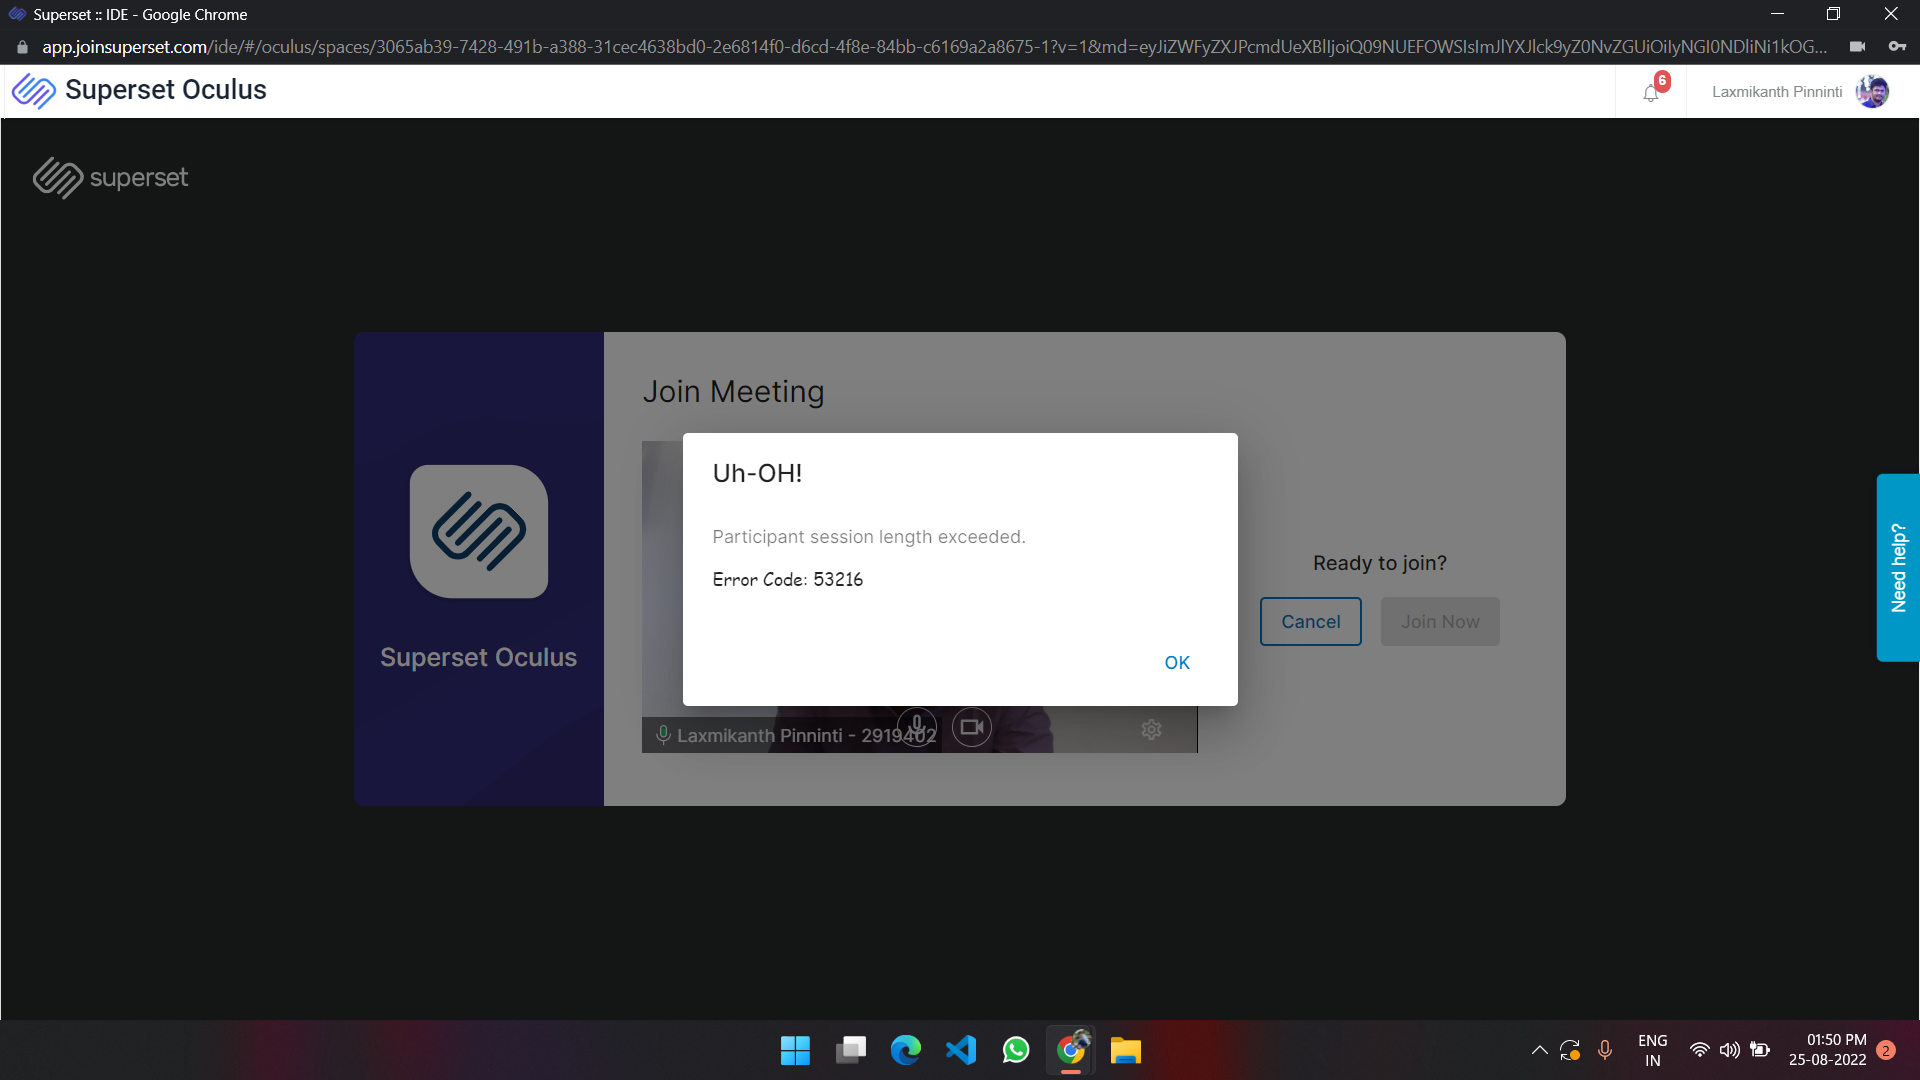 Superset :: IDE - Google Chrome
app.joinsuperset.com/ide/#/oculus/spaces/3065ab39-7428-491b-a388-31cec4638bd0-2e6814f0-d6cd-4f8e-84bb-c6169a2a8675-1?v=1&md=eyJiZWFyZXJPcmdUeXBlIjoiQ09NUEFOWSIsImJlYXJlck9yZ0NvZGUiOiIyNGI0NDliNi1kOG...
Superset Oculus
6
Laxmikanth Pinninti
superset
Join Meeting
Uh-OH!
Participant session length exceeded.
Error Code: 53216
OK
Ready to join?
Cancel
Join Now
Superset Oculus
Laxmikanth Pinninti - 2919402
Need help?
ENG
IN
01:50 PM
25-08-2022
2